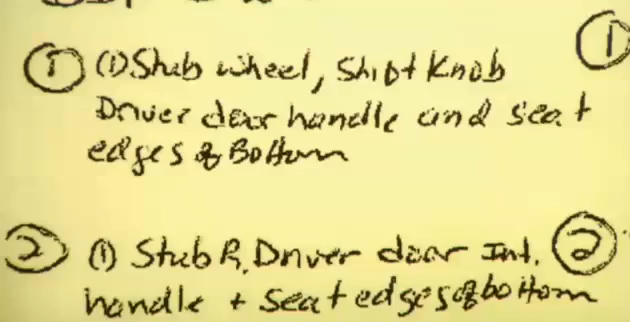 ① (1) Stub wheel, Shift Knob ①
Driver door handle and seat
edges of Bottom
② (1) Stub R. Driver door Int. ②
handle + seat edges of bottom